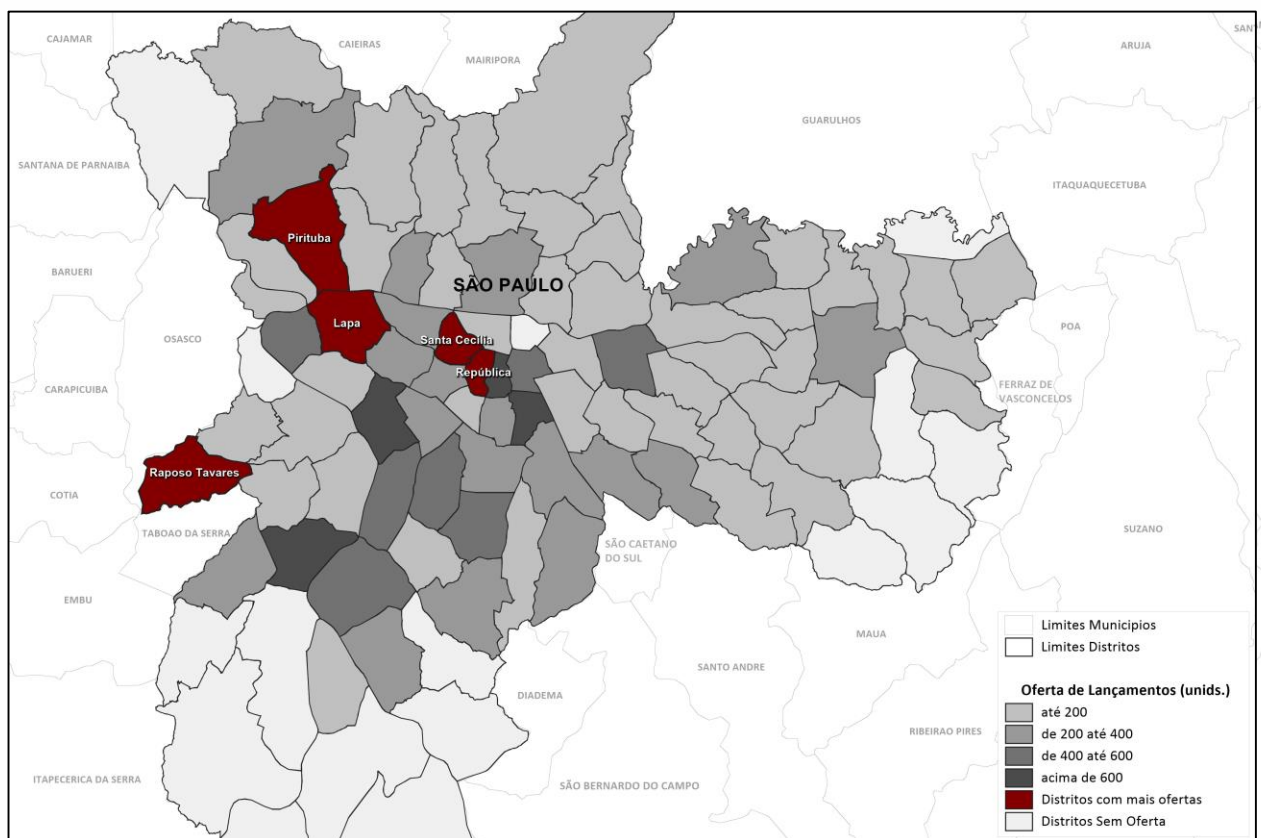 CAJAMAR
CAIEIRAS
MAIRIPORA
ARUJA
GUARULHOS
SANTANA DE PARNAIBA
ITAQUAQUECETUBA
Pirituba
BARUERI
SÃO PAULO
Lapa
POA
OSASCO
Santa Cecília
República
CARAPICUIBA
FERRAZ DE
VASCONCELOS
Raposo Tavares
COTIA
TABOAO DA SERRA
SUZANO
SÃO CAETANO
DO SUL
EMBU
MAUA
SANTO ANDRE
DIADEMA
RIBEIRAO PIRES
ITAPECERICA DA SERRA
SÃO BERNARDO DO CAMPO
Limites Municipios
Limites Distritos
Oferta de Lançamentos (unids.)
até 200
de 200 até 400
de 400 até 600
acima de 600
Distritos com mais ofertas
Distritos Sem Oferta